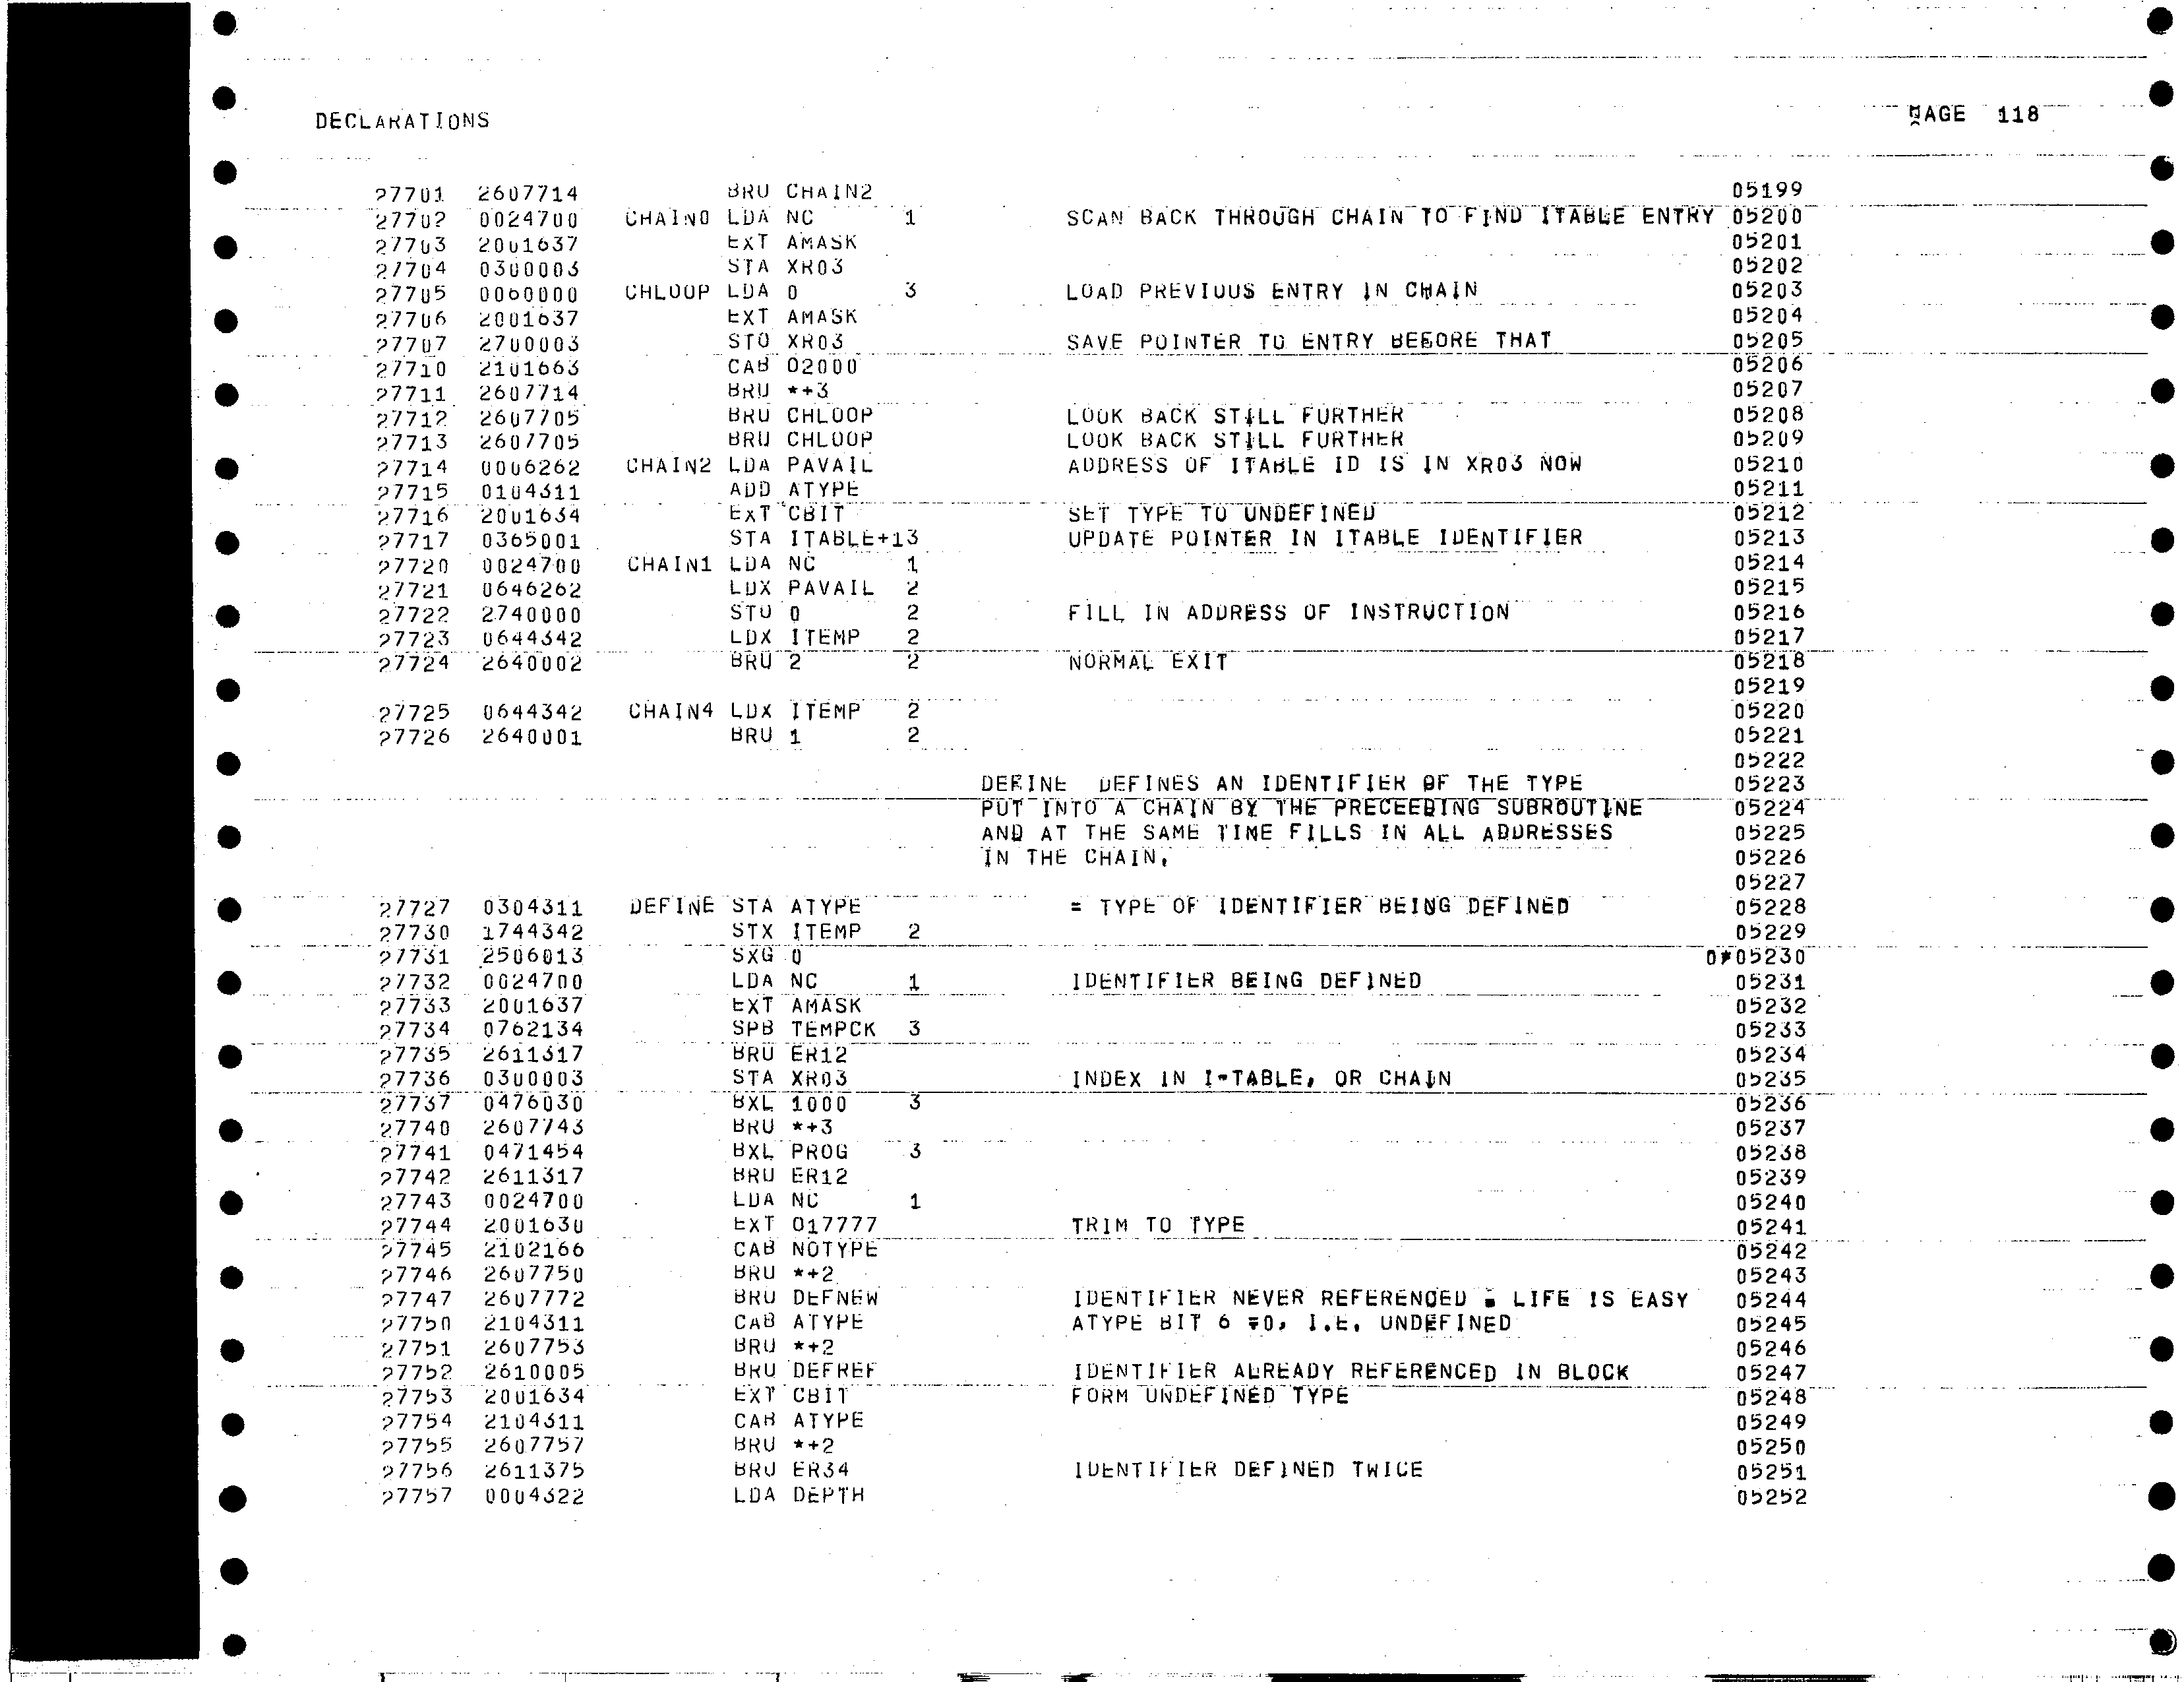 DECLARATIONS PAGE 118
27701 2607714 BRU CHAIN2 05199
27702 0024700 CHAIN0 LDA NC 1 SCAN BACK THROUGH CHAIN TO FIND ITABLE ENTRY 05200
27703 2001637 EXT AMASK 05201
27704 0300003 STA XR03 05202
27705 0060000 CHLOOP LDA 0 3 LOAD PREVIOUS ENTRY IN CHAIN 05203
27706 2001637 EXT AMASK 05204
27707 2700003 STO XR03 SAVE POINTER TO ENTRY BEFORE THAT 05205
27710 2101663 CAB O2000 05206
27711 2607714 BRU *+3 05207
27712 2607705 BRU CHLOOP LOOK BACK STILL FURTHER 05208
27713 2607705 BRU CHLOOP LOOK BACK STILL FURTHER 05209
27714 0006262 CHAIN2 LDA PAVAIL ADDRESS OF ITABLE ID IS IN XR03 NOW 05210
27715 0104311 ADD ATYPE 05211
27716 2001634 EXT CBIT SET TYPE TO UNDEFINED 05212
27717 0365001 STA ITABLE+13 UPDATE POINTER IN ITABLE IDENTIFIER 05213
27720 0024700 CHAIN1 LDA NC 1 05214
27721 0646262 LDX PAVAIL 2 05215
27722 2740000 STO 0 2 FILL IN ADDRESS OF INSTRUCTION 05216
27723 0644342 LDX ITEMP 2 05217
27724 2640002 BRU 2 2 NORMAL EXIT 05218
05219
27725 0644342 CHAIN4 LDX ITEMP 2 05220
27726 2640001 BRU 1 2 05221
05222
DEFINE DEFINES AN IDENTIFIER OF THE TYPE 05223
PUT INTO A CHAIN BY THE PRECEEDING SUBROUTINE 05224
AND AT THE SAME TIME FILLS IN ALL ADDRESSES 05225
IN THE CHAIN. 05226
05227
27727 0304311 DEFINE STA ATYPE = TYPE OF IDENTIFIER BEING DEFINED 05228
27730 1744342 STX ITEMP 2 05229
27731 2506013 SXG 0 0*05230
27732 0024700 LDA NC 1 IDENTIFIER BEING DEFINED 05231
27733 2001637 EXT AMASK 05232
27734 0762134 SPB TEMPCK 3 05233
27735 2611317 BRU ER12 05234
27736 0300003 STA XR03 INDEX IN I-TABLE, OR CHAIN 05235
27737 0476030 BXL 1000 3 05236
27740 2607743 BRU *+3 05237
27741 0471454 BXL PROG 3 05238
27742 2611317 BRU ER12 05239
27743 0024700 LDA NC 1 05240
27744 2001630 EXT O17777 TRIM TO TYPE 05241
27745 2102166 CAB NOTYPE 05242
27746 2607750 BRU *+2 05243
27747 2607772 BRU DEFNEW IDENTIFIER NEVER REFERENCED - LIFE IS EASY 05244
27750 2104311 CAB ATYPE ATYPE BIT 6 =0, I.E. UNDEFINED 05245
27751 2607753 BRU *+2 05246
27752 2610005 BRU DEFREF IDENTIFIER ALREADY REFERENCED IN BLOCK 05247
27753 2001634 EXT CBIT FORM UNDEFINED TYPE 05248
27754 2104311 CAB ATYPE 05249
27755 2607757 BRU *+2 05250
27756 2611375 BRU ER34 IDENTIFIER DEFINED TWICE 05251
27757 0004322 LDA DEPTH 05252